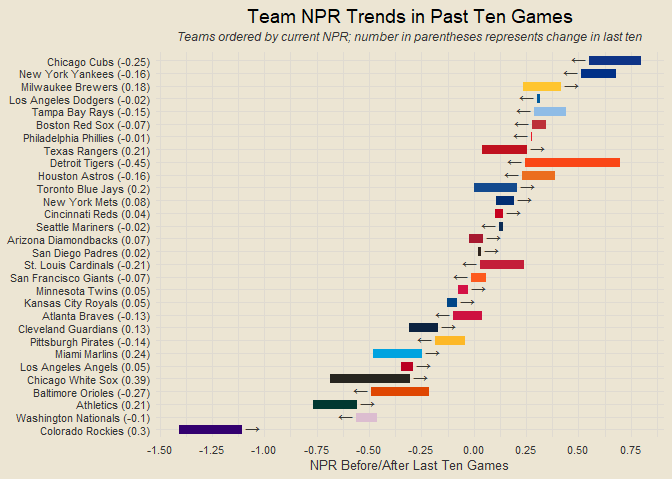 Team NPR Trends in Past Ten Games
Teams ordered by current NPR; number in parentheses represents change in last ten
Chicago Cubs (-0.25)
New York Yankees (-0.16)
Milwaukee Brewers (0.18)
Los Angeles Dodgers (-0.02)
Tampa Bay Rays (-0.15)
Boston Red Sox (-0.07)
Philadelphia Phillies (-0.01)
Texas Rangers (0.21)
Detroit Tigers (-0.45)
Houston Astros (-0.16)
Toronto Blue Jays (0.2)
New York Mets (0.08)
Cincinnati Reds (0.04)
Seattle Mariners (-0.02)
Arizona Diamondbacks (0.07)
San Diego Padres (0.02)
St. Louis Cardinals (-0.21)
San Francisco Giants (-0.07)
Minnesota Twins (0.05)
Kansas City Royals (0.05)
Atlanta Braves (-0.13)
Cleveland Guardians (0.13)
Pittsburgh Pirates (-0.14)
Miami Marlins (0.24)
Los Angeles Angels (0.05)
Chicago White Sox (0.39)
Baltimore Orioles (-0.27)
Athletics (0.21)
Washington Nationals (-0.1)
Colorado Rockies (0.3)
-1.50 -1.25 -1.00 -0.75 -0.50 -0.25 0.00 0.25 0.50 0.75
NPR Before/After Last Ten Games